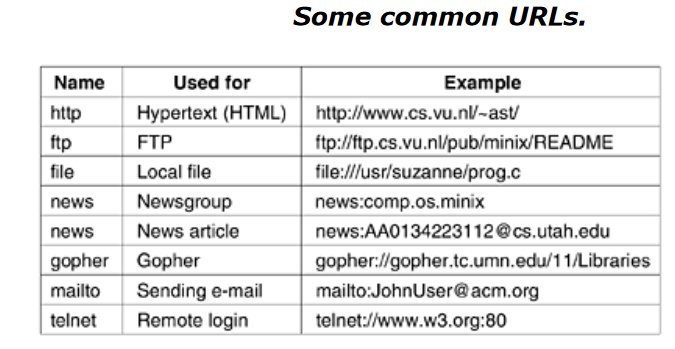 Some common URLs.
Name Used for Example
http Hypertext (HTML) http://www.cs.vu.nl/~ast/
ftp FTP ftp://ftp.cs.vu.nl/pub/minix/README
file Local file file:///usr/suzanne/prog.c
news Newsgroup news:comp.os.minix
news News article news:AA0134223112@cs.utah.edu
gopher Gopher gopher://gopher.tc.umn.edu/11/Libraries
mailto Sending e-mail mailto:JohnUser@acm.org
telnet Remote login telnet://www.w3.org:80